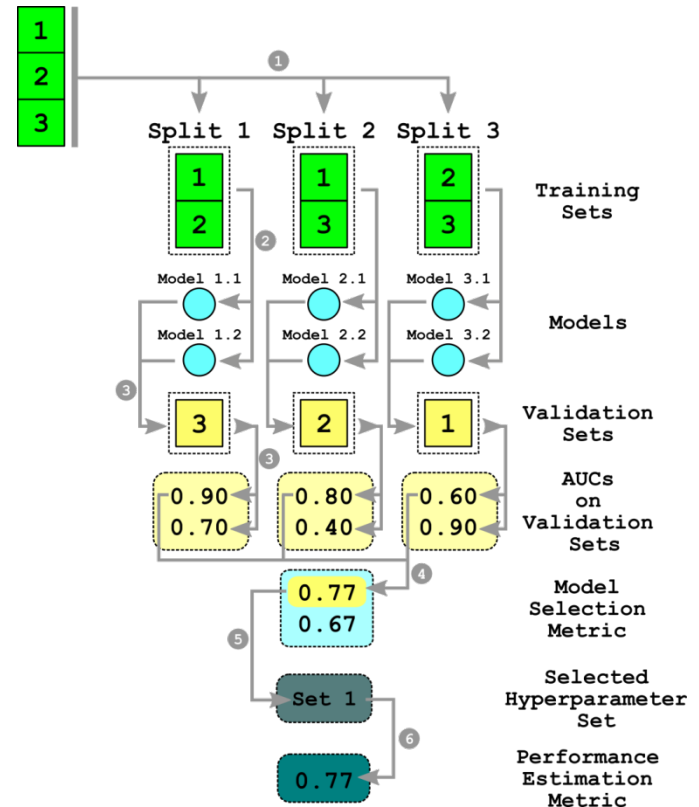 1
2
3
1
Split 1 Split 2 Split 3
1 1 2
2 3 3
Training
Sets
2
Model 1.1 Model 2.1 Model 3.1
Model 1.2 Model 2.2 Model 3.2
Models
3
3 2 1
Validation
Sets
3
0.90 0.80 0.60
0.70 0.40 0.90
AUCs
on
Validation
Sets
4
0.77
0.67
Model
Selection
Metric
5
Set 1
Selected
Hyperparameter
Set
6
0.77
Performance
Estimation
Metric